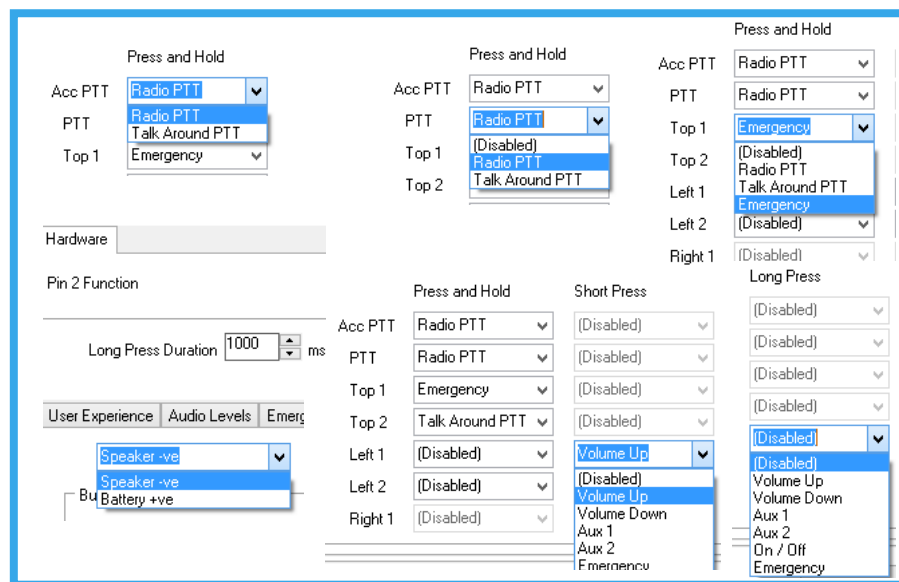 Press and Hold
Acc PTT Radio PTT
Radio PTT
PTT Talk Around PTT
Top 1 Emergency
Press and Hold
Acc PTT Radio PTT
PTT Radio PTT
(Disabled)
Top 1 Radio PTT
Talk Around PTT
Top 2
Press and Hold
Acc PTT Radio PTT
PTT Radio PTT
Top 1 Emergency
(Disabled)
Top 2 Radio PTT
Talk Around PTT
Left 1 Emergency
Left 2 (Disabled)
Right 1 (Disabled)
Hardware
Pin 2 Function
Long Press Duration 1000 ms
User Experience Audio Levels Emerg
Speaker -ve
Speaker -ve
Bu Battery +ve
Press and Hold Short Press
Acc PTT Radio PTT (Disabled)
PTT Radio PTT (Disabled)
Top 1 Emergency (Disabled)
Top 2 Talk Around PTT (Disabled)
Left 1 (Disabled) Volume Up
(Disabled)
Left 2 (Disabled) Volume Up
Volume Down
Right 1 (Disabled) Aux 1
Aux 2
Emergency
Long Press
(Disabled)
(Disabled)
(Disabled)
(Disabled)
(Disabled)
(Disabled)
Volume Up
Volume Down
Aux 1
Aux 2
On / Off
Emergency